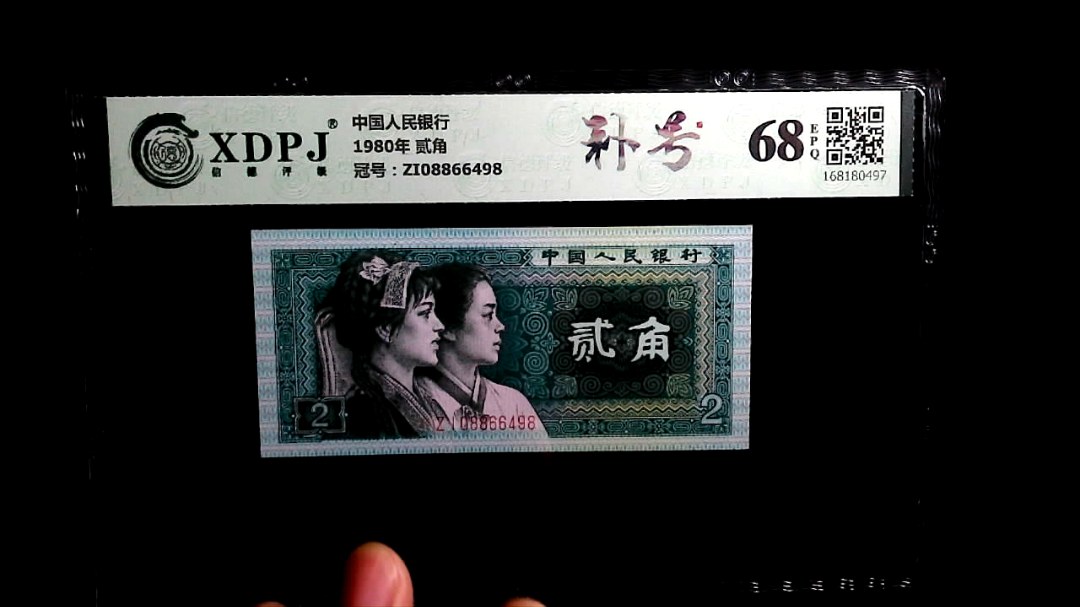 XDPJ®
信德评级
中国人民银行
1980年 贰角
冠号：ZI08866498
补号
68
EPQ
168180497
中国人民银行
贰角
2
2
ZI08866498